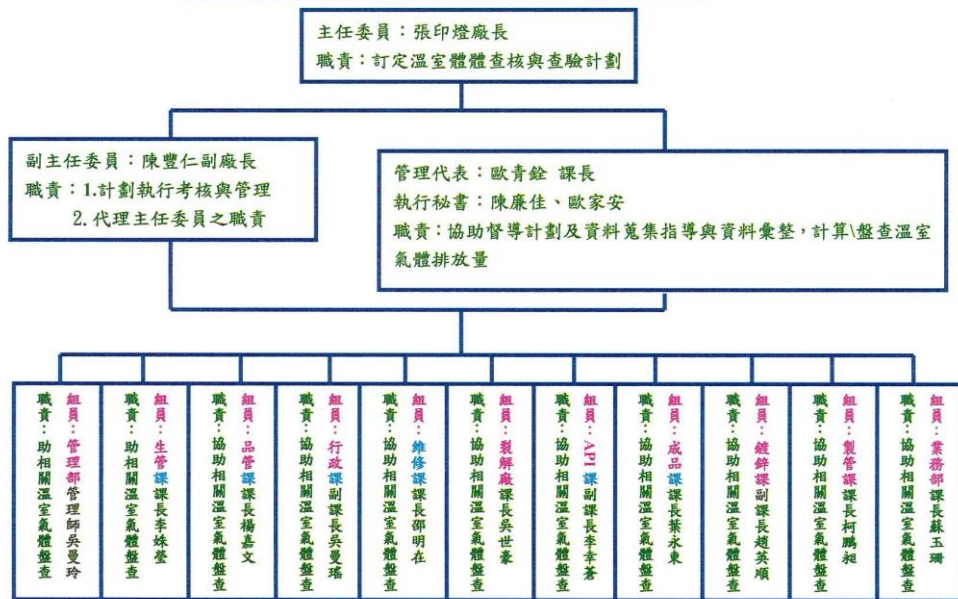 主任委員：張印燈廠長
職責：訂定溫室體體查核與查驗計劃
副主任委員：陳豐仁副廠長
職責：1.計劃執行考核與管理
2.代理主任委員之職責
管理代表：歐青銓 課長
執行秘書：陳廉佳、歐家安
職責：協助督導計劃及資料蒐集指導與資料彙整，計算\盤查溫室
氣體排放量
組員：管理部管理師吳曼玲
職責：助相關溫室氣體盤查
組員：生管課課長李姝瑩
職責：助相關溫室氣體盤查
組員：品管課課長楊嘉文
職責：協助相關溫室氣體盤查
組員：行政課副課長吳曼瑤
職責：協助相關溫室氣體盤查
組員：維修課課長邵明在
職責：協助相關溫室氣體盤查
組員：裂解廠課長吳世豪
職責：協助相關溫室氣體盤查
組員：API 課副課長李幸蒼
職責：協助相關溫室氣體盤查
組員：成品課課長葉永東
職責：協助相關溫室氣體盤查
組員：鍍鋅課副課長趙英順
職責：協助相關溫室氣體盤查
組員：製管課課長柯鵬昶
職責：協助相關溫室氣體盤查
組員：業務部課長蘇玉珊
職責：協助相關溫室氣體盤查